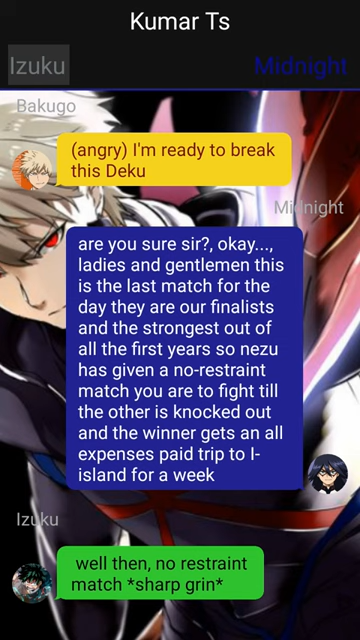 Kumar Ts
Izuku
Midnight
Bakugo
(angry) I'm ready to break
this Deku
Midnight
are you sure sir?, okay...,
ladies and gentlemen this
is the last match for the
day they are our finalists
and the strongest out of
all the first years so nezu
has given a no-restraint
match you are to fight till
the other is knocked out
and the winner gets an all
expenses paid trip to I-
island for a week
Izuku
well then, no restraint
match *sharp grin*